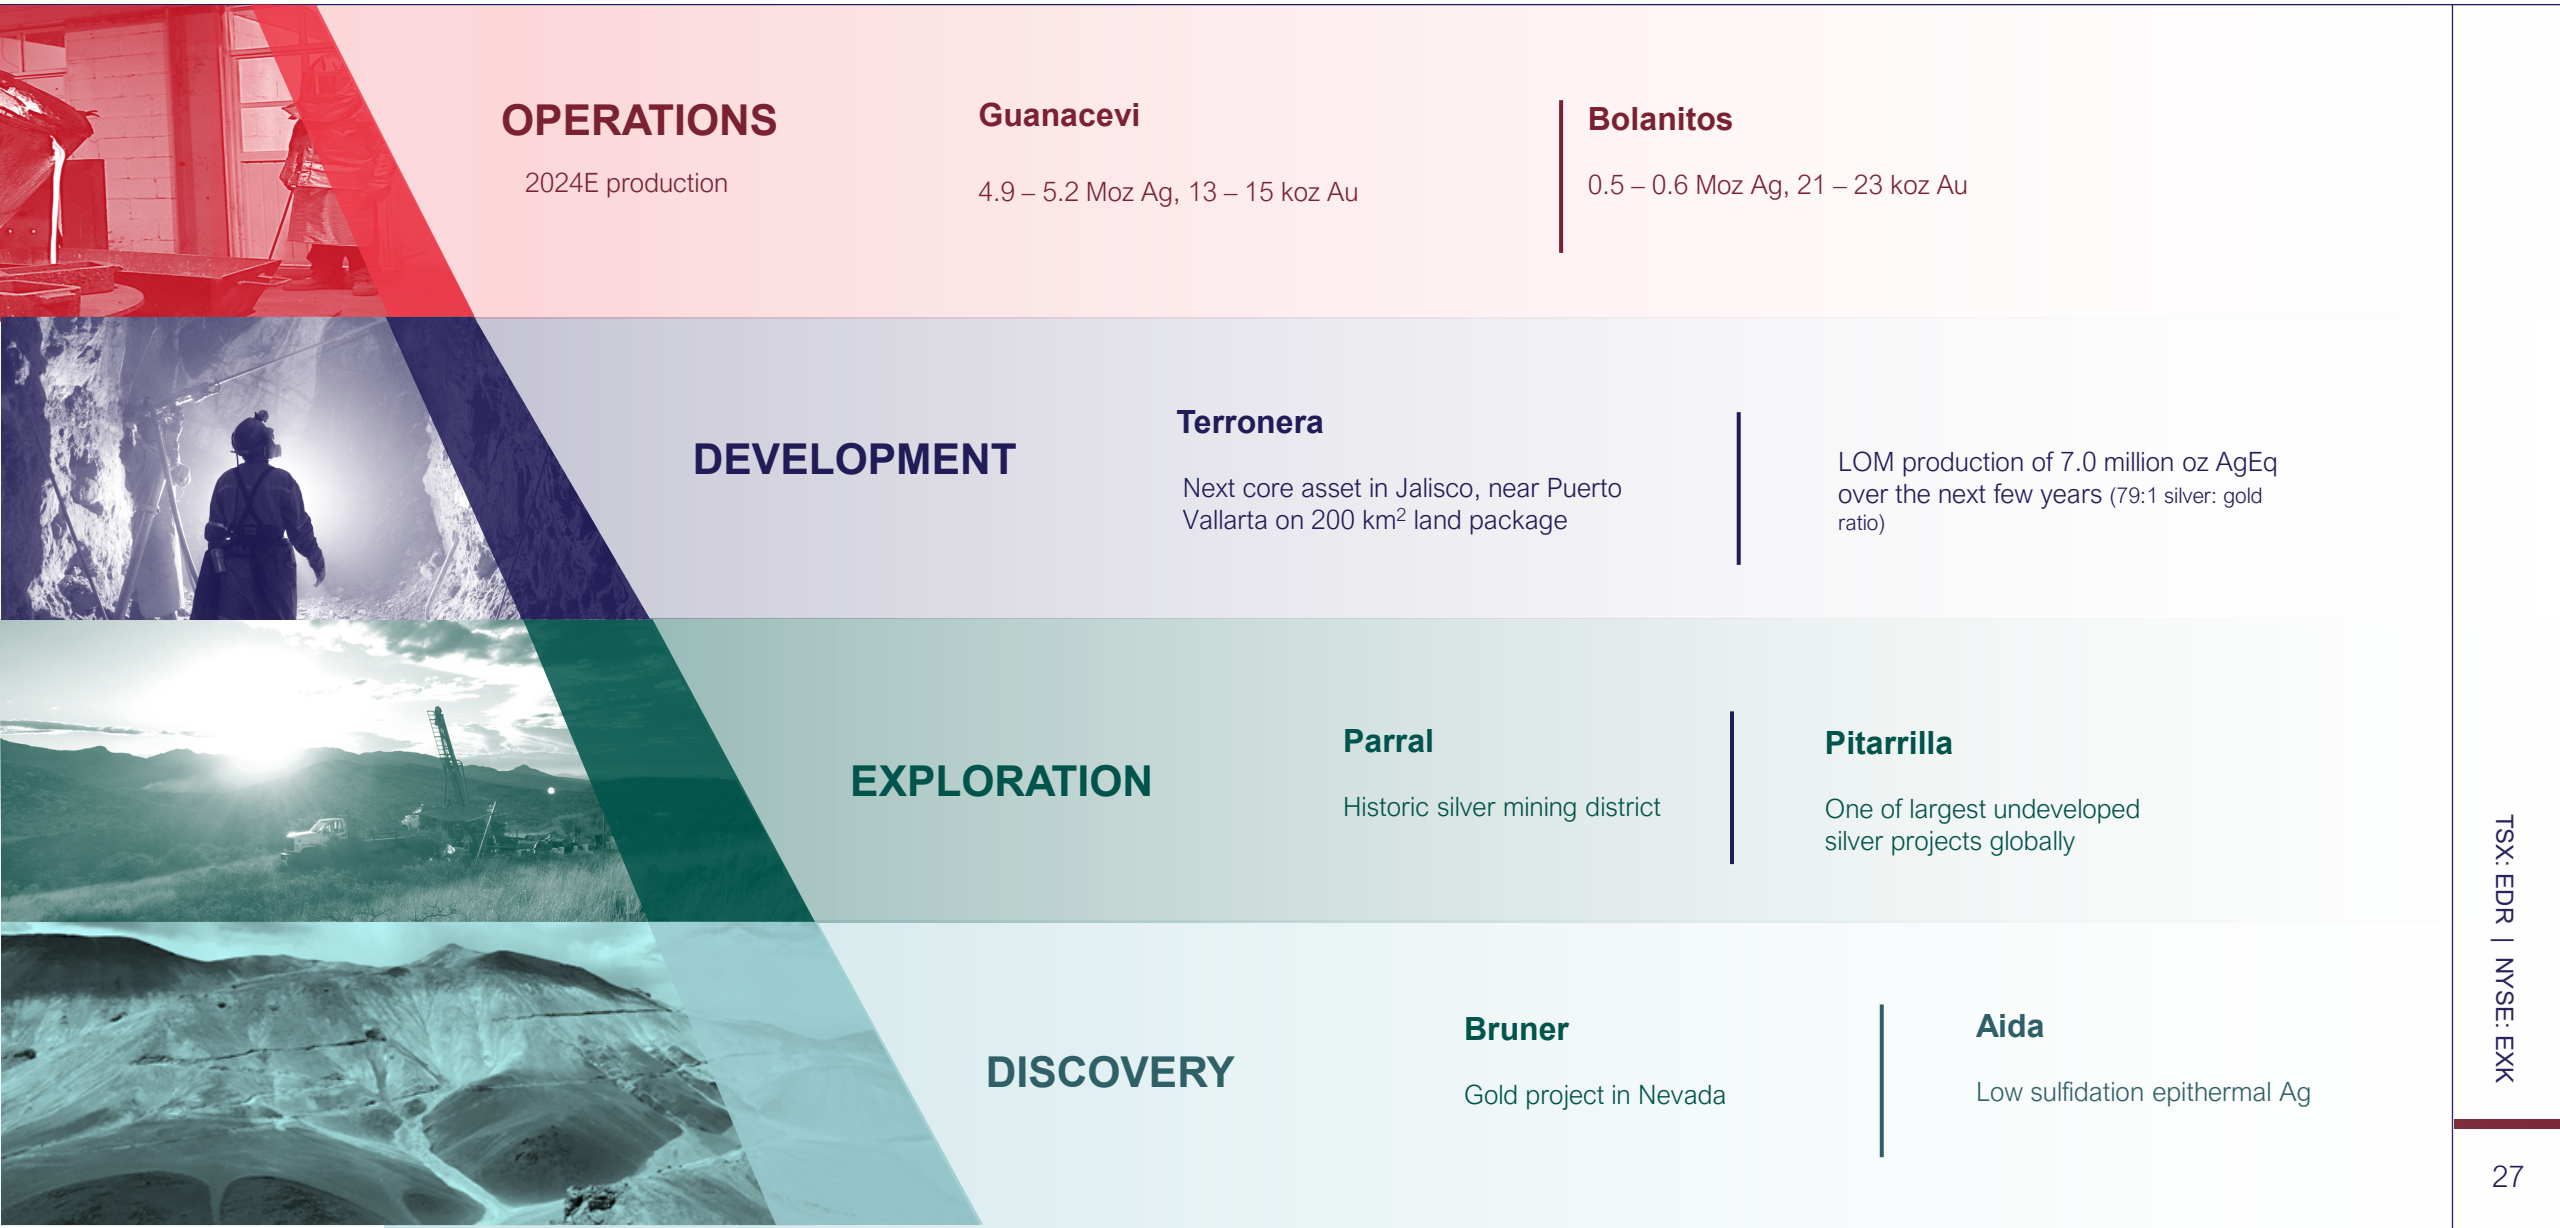 OPERATIONS
2024E production
Guanacevi
4.9 – 5.2 Moz Ag, 13 – 15 koz Au
Bolanitos
0.5 – 0.6 Moz Ag, 21 – 23 koz Au
DEVELOPMENT
Terronera
Next core asset in Jalisco, near Puerto
Vallarta on 200 km² land package
LOM production of 7.0 million oz AgEq
over the next few years (79:1 silver: gold
ratio)
EXPLORATION
Parral
Historic silver mining district
Pitarrilla
One of largest undeveloped
silver projects globally
DISCOVERY
Bruner
Gold project in Nevada
Aida
Low sulfidation epithermal Ag
TSX: EDR | NYSE: EXK
27